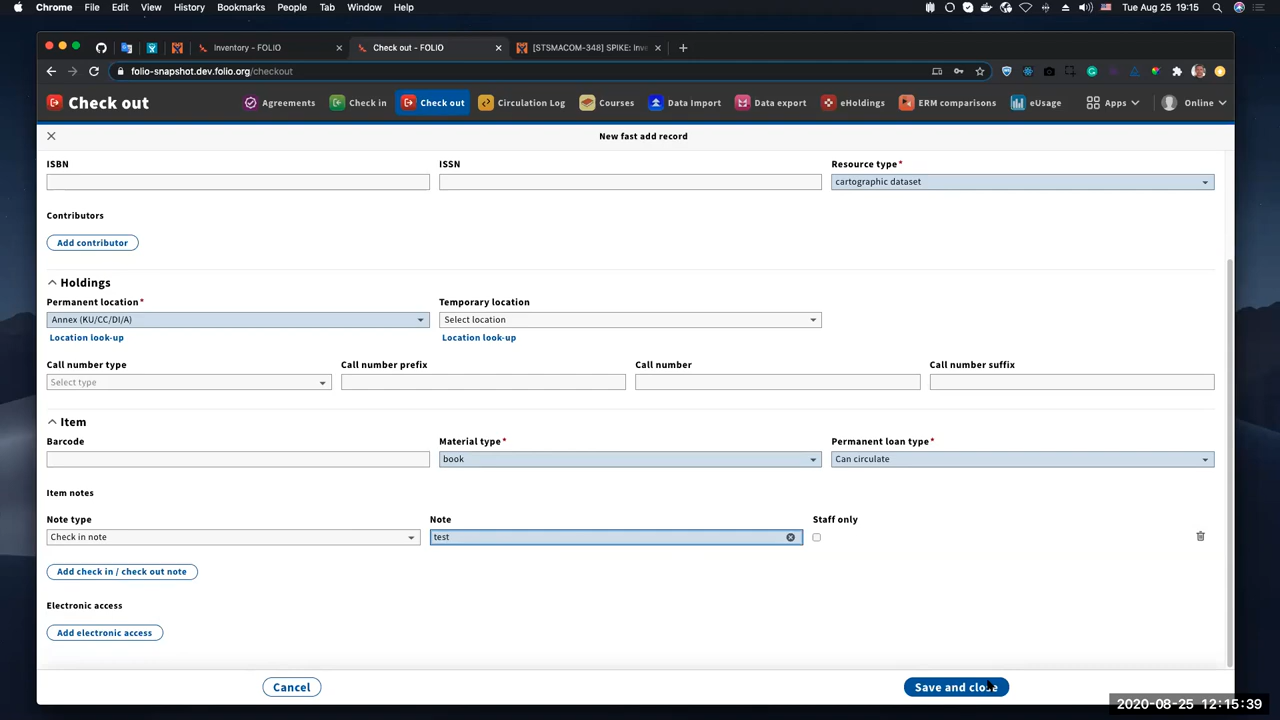 Chrome File Edit View History Bookmarks People Tab Window Help Tue Aug 25 19:15
Inventory - FOLIO Check out - FOLIO [STSMACOM-348] SPIKE: Inve
folio-snapshot.dev.folio.org/checkout
Check out Agreements Check in Check out Circulation Log Courses Data Import Data export eHoldings ERM comparisons eUsage Apps Online
New fast add record
ISBN ISSN Resource type*
cartographic dataset
Contributors
Add contributor
Holdings
Permanent location* Temporary location
Annex (KU/CC/DI/A) Select location
Location look-up Location look-up
Call number type Call number prefix Call number Call number suffix
Select type
Item
Barcode Material type* Permanent loan type*
book Can circulate
Item notes
Note type Note Staff only
Check in note test
Add check in / check out note
Electronic access
Add electronic access
Cancel Save and close
2020-08-25 12:15:39